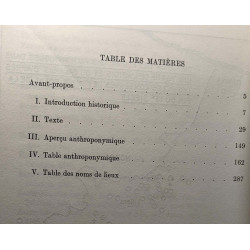 TABLE DES MATIÈRES
Avant-propos . . . . . . . . . . 5
I. Introduction historique . . . . . . . 7
II. Texte . . . . . . . . . . 29
III. Aperçu anthroponymique . . . . . . 149
IV. Table anthroponymique . . . . . . 162
V. Table des noms de lieux . . . . . . 287